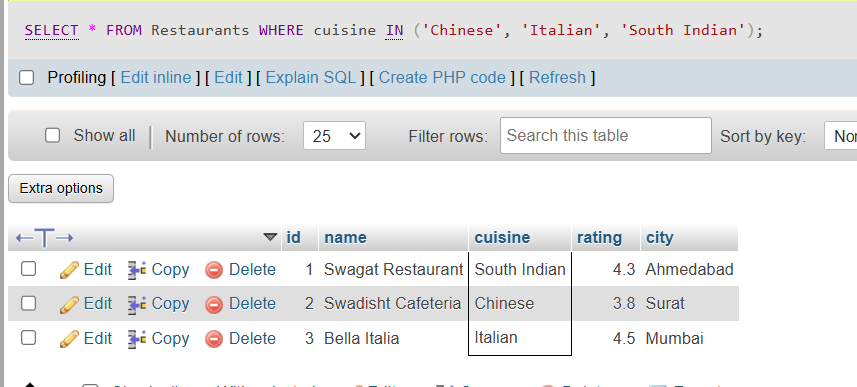 SELECT * FROM Restaurants WHERE cuisine IN ('Chinese', 'Italian', 'South Indian');
Profiling [ Edit inline ] [ Edit ] [ Explain SQL ] [ Create PHP code ] [ Refresh ]
Show all | Number of rows: 25 Filter rows: Search this table Sort by key:
Extra options
←T→ id name cuisine rating city
Edit Copy Delete 1 Swagat Restaurant South Indian 4.3 Ahmedabad
Edit Copy Delete 2 Swadisht Cafeteria Chinese 3.8 Surat
Edit Copy Delete 3 Bella Italia Italian 4.5 Mumbai